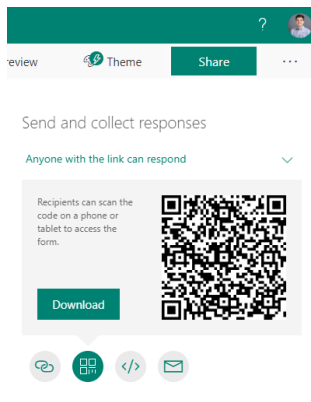 ?
eview Theme Share ...
Send and collect responses
Anyone with the link can respond
Recipients can scan the
code on a phone or
tablet to access the
form.
Download